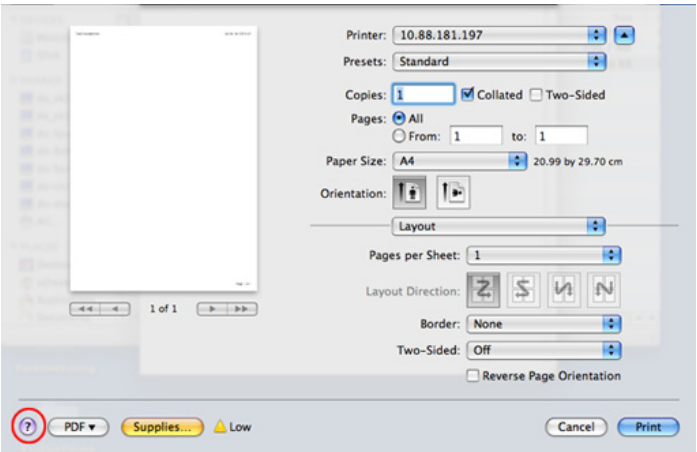 Printer: 10.88.181.197
Presets: Standard
Copies: 1 Collated Two-Sided
Pages: All
From: 1 to: 1
Paper Size: A4 20.99 by 29.70 cm
Orientation:
Layout
Pages per Sheet: 1
Layout Direction:
Border: None
Two-Sided: Off
Reverse Page Orientation
1 of 1
? PDF Supplies... Low Cancel Print